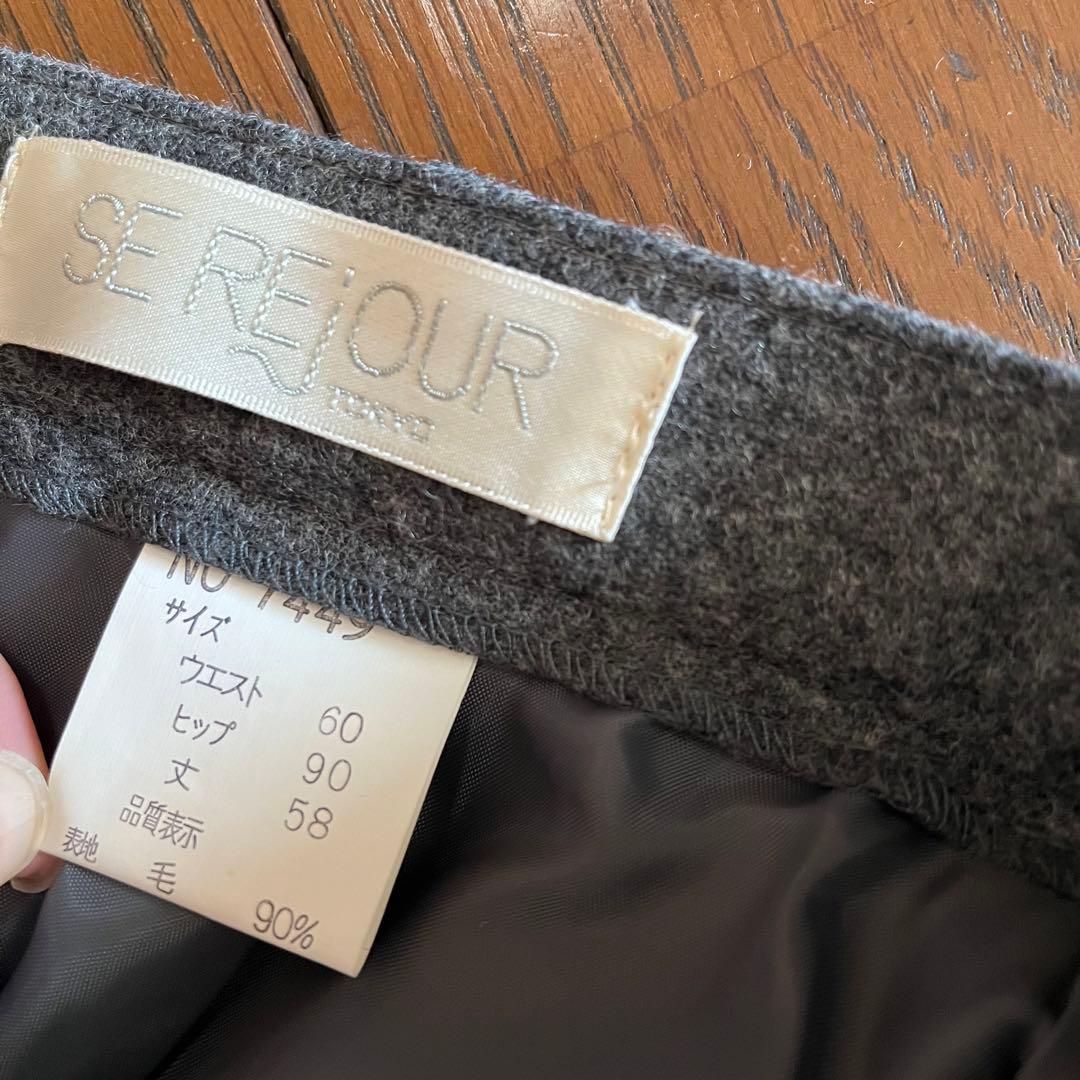 SE REjOUR
TOKYO
NO 7449
サイズ
ウエスト 60
ヒップ 90
丈 58
品質表示
表地 毛 90%